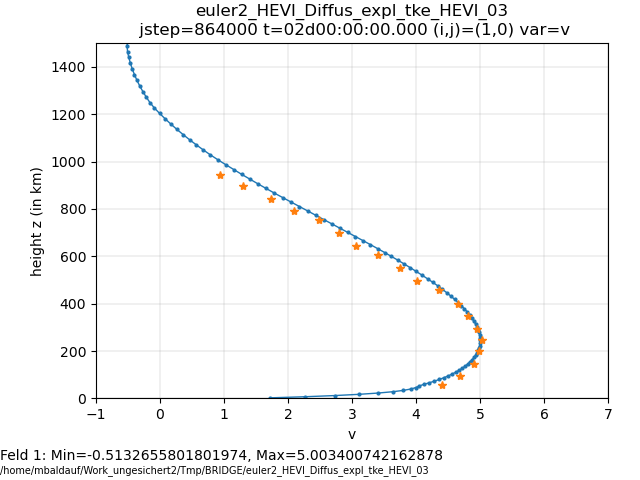 euler2_HEVI_Diffus_expl_tke_HEVI_03
jstep=864000 t=02d00:00:00.000 (i,j)=(1,0) var=v
height z (in km)
1400
1200
1000
800
600
400
200
0
−1 0 1 2 3 4 5 6 7
v
Feld 1: Min=-0.5132655801801974, Max=5.003400742162878
/home/mbaldauf/Work_ungesichert2/Tmp/BRIDGE/euler2_HEVI_Diffus_expl_tke_HEVI_03